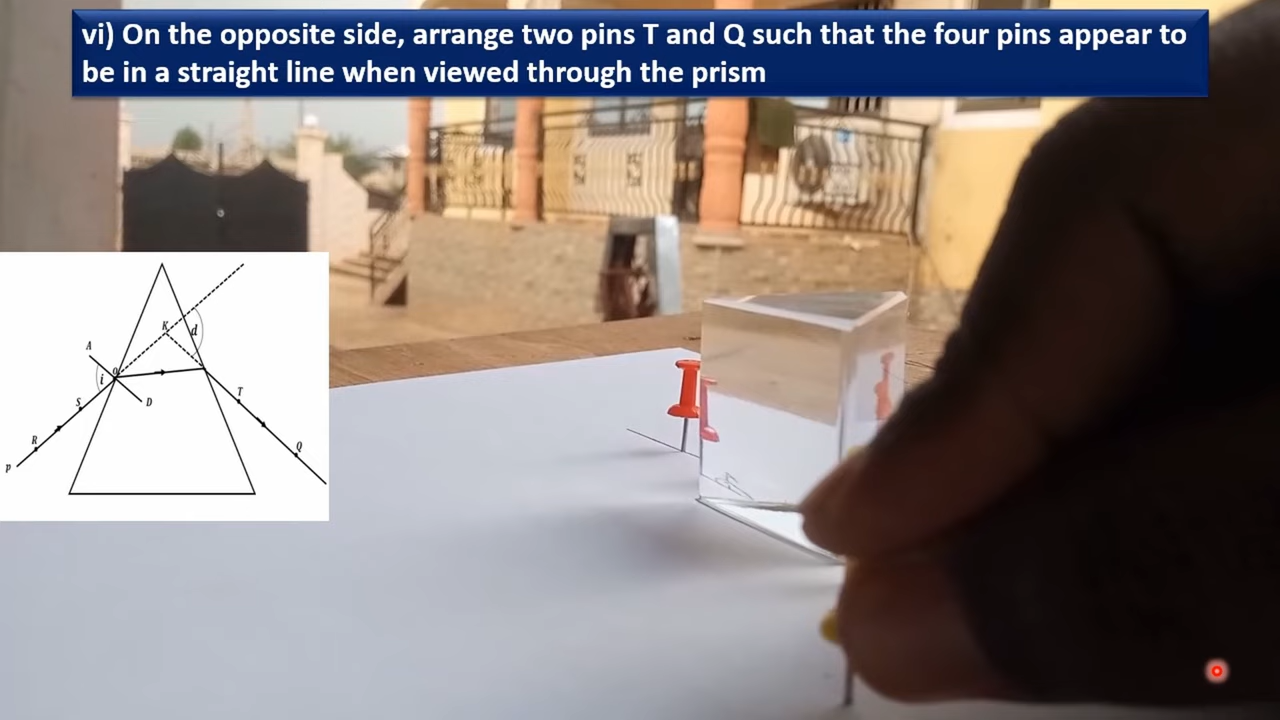 vi) On the opposite side, arrange two pins T and Q such that the four pins appear to
be in a straight line when viewed through the prism
K
d
A
O
i
D
S
T
R
Q
P